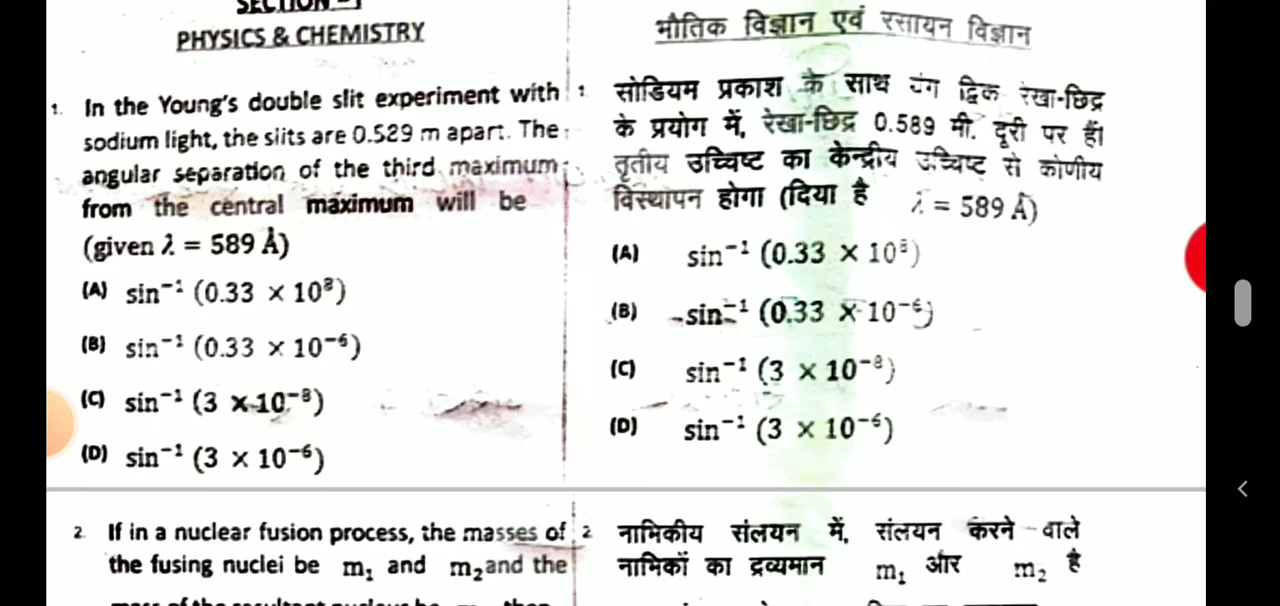 SECTION - I
PHYSICS & CHEMISTRY
भौतिक विज्ञान एवं रसायन विज्ञान
1. In the Young's double slit experiment with
sodium light, the slits are 0.529 m apart. The
angular separation of the third maximum
from the central maximum will be
(given λ = 589 Å)
(A) sin⁻¹ (0.33 × 10⁸)
(B) sin⁻¹ (0.33 × 10⁻⁶)
(C) sin⁻¹ (3 × 10⁻⁸)
(D) sin⁻¹ (3 × 10⁻⁶)
1 सोडियम प्रकाश के साथ यंग द्विक रेखा-छिद्र
के प्रयोग में, रेखा-छिद्र 0.589 मी. दूरी पर हैं।
तृतीय उच्चिष्ट का केन्द्रीय उच्चिष्ट से कोणीय
विस्थापन होगा (दिया है λ = 589 Å)
(A) sin⁻¹ (0.33 × 10⁸)
(B) sin⁻¹ (0.33 × 10⁻⁶)
(C) sin⁻¹ (3 × 10⁻⁸)
(D) sin⁻¹ (3 × 10⁻⁶)
2. If in a nuclear fusion process, the masses of
the fusing nuclei be m₁ and m₂and the
2 नाभिकीय संलयन में, संलयन करने वाले
नाभिकों का द्रव्यमान m₁ और m₂ है